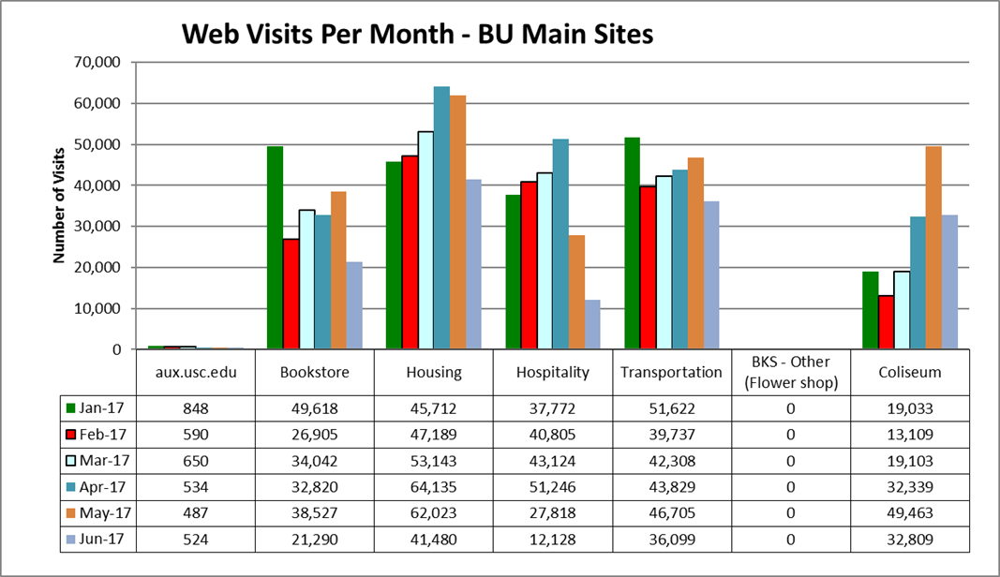 Web Visits Per Month - BU Main Sites
Number of Visits
70,000
60,000
50,000
40,000
30,000
20,000
10,000
0
aux.usc.edu Bookstore Housing Hospitality Transportation BKS - Other (Flower shop) Coliseum
Jan-17 848 49,618 45,712 37,772 51,622 0 19,033
Feb-17 590 26,905 47,189 40,805 39,737 0 13,109
Mar-17 650 34,042 53,143 43,124 42,308 0 19,103
Apr-17 534 32,820 64,135 51,246 43,829 0 32,339
May-17 487 38,527 62,023 27,818 46,705 0 49,463
Jun-17 524 21,290 41,480 12,128 36,099 0 32,809